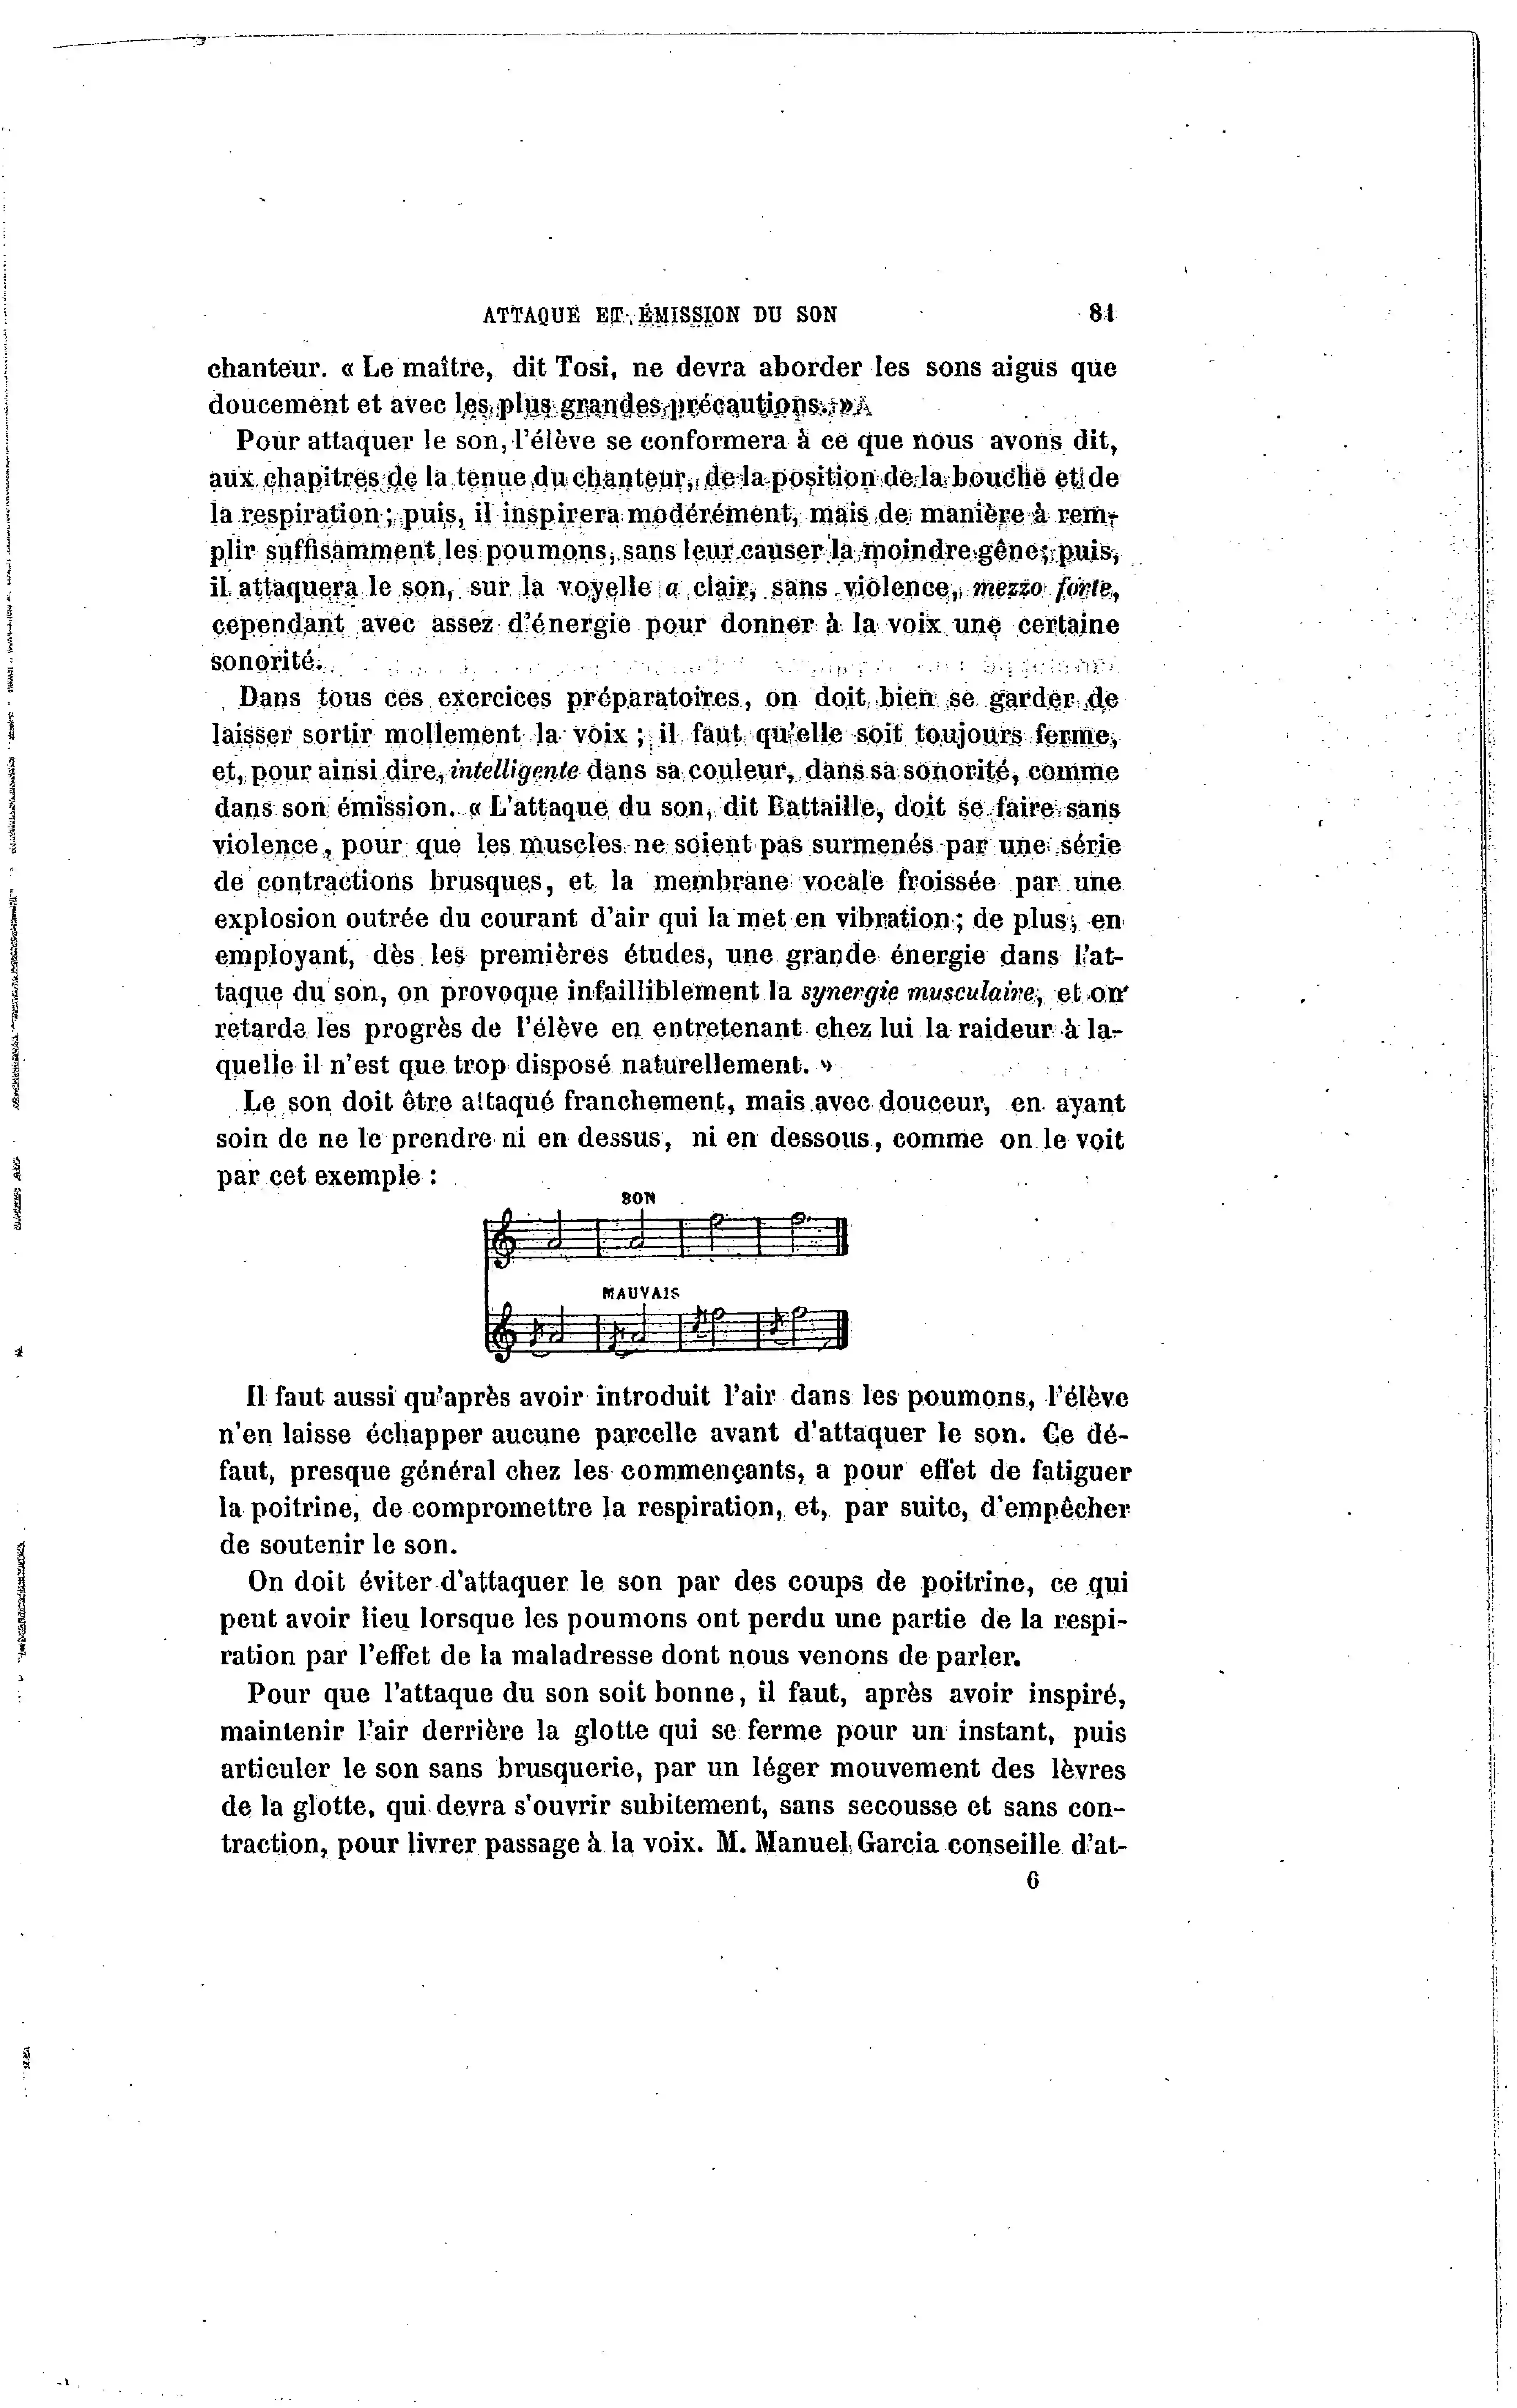 ATTAQUE ET ÉMISSION DU SON 81
chanteur. « Le maître, dit Tosi, ne devra aborder les sons aigus que
doucement et avec les plus grandes précautions. »
Pour attaquer le son, l'élève se conformera à ce que nous avons dit,
aux chapitres de la tenue du chanteur, de la position de la bouche et de
la respiration ; puis, il inspirera modérément, mais de manière à rem-
plir suffisamment les poumons, sans leur causer la moindre gêne ; puis,
il attaquera le son, sur la voyelle a clair, sans violence, mezzo forte,
cependant avec assez d'énergie pour donner à la voix une certaine
sonorité.
Dans tous ces exercices préparatoires, on doit bien se garder de
laisser sortir mollement la voix ; il faut qu'elle soit toujours ferme,
et, pour ainsi dire, intelligente dans sa couleur, dans sa sonorité, comme
dans son émission. « L'attaque du son, dit Battaille, doit se faire sans
violence, pour que les muscles ne soient pas surmenés par une série
de contractions brusques, et la membrane vocale froissée par une
explosion outrée du courant d'air qui la met en vibration ; de plus, en
employant, dès les premières études, une grande énergie dans l'at-
taque du son, on provoque infailliblement la synergie musculaire, et on
retarde les progrès de l'élève en entretenant chez lui la raideur à la-
quelle il n'est que trop disposé naturellement. »
Le son doit être attaqué franchement, mais avec douceur, en ayant
soin de ne le prendre ni en dessus, ni en dessous, comme on le voit
par cet exemple :
BON
MAUVAIS
Il faut aussi qu'après avoir introduit l'air dans les poumons, l'élève
n'en laisse échapper aucune parcelle avant d'attaquer le son. Ce dé-
faut, presque général chez les commençants, a pour effet de fatiguer
la poitrine, de compromettre la respiration, et, par suite, d'empêcher
de soutenir le son.
On doit éviter d'attaquer le son par des coups de poitrine, ce qui
peut avoir lieu lorsque les poumons ont perdu une partie de la respi-
ration par l'effet de la maladresse dont nous venons de parler.
Pour que l'attaque du son soit bonne, il faut, après avoir inspiré,
maintenir l'air derrière la glotte qui se ferme pour un instant, puis
articuler le son sans brusquerie, par un léger mouvement des lèvres
de la glotte, qui devra s'ouvrir subitement, sans secousse et sans con-
traction, pour livrer passage à la voix. M. Manuel Garcia conseille d'at-
6